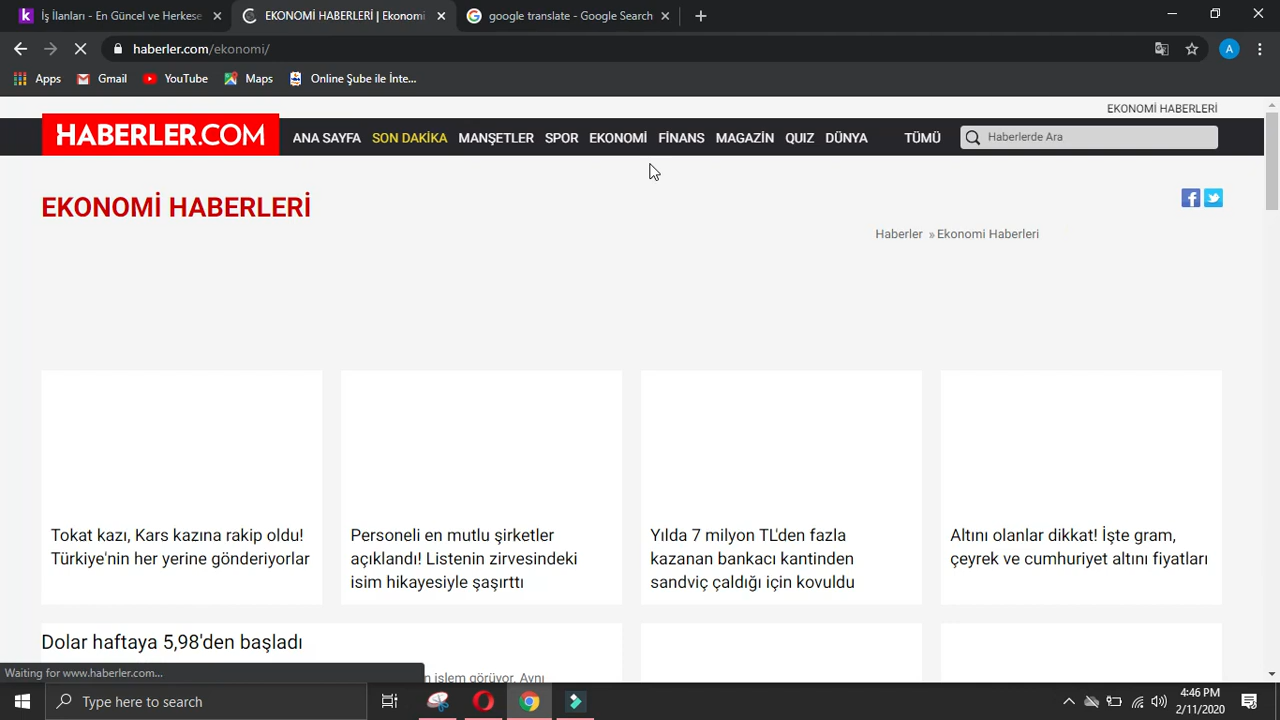 İş İlanları - En Güncel ve Herkese
EKONOMİ HABERLERİ | Ekonomi
google translate - Google Search
haberler.com/ekonomi/
A
Apps
Gmail
YouTube
Maps
Online Şube ile İnte...
EKONOMİ HABERLERİ
HABERLER.COM
ANA SAYFA SON DAKİKA MANŞETLER SPOR EKONOMİ FİNANS MAGAZİN QUIZ DÜNYA TÜMÜ
Haberlerde Ara
EKONOMİ HABERLERİ
Haberler » Ekonomi Haberleri
Tokat kazı, Kars kazına rakip oldu!
Türkiye'nin her yerine gönderiyorlar
Personeli en mutlu şirketler
açıklandı! Listenin zirvesindeki
isim hikayesiyle şaşırttı
Yılda 7 milyon TL'den fazla
kazanan bankacı kantinden
sandviç çaldığı için kovuldu
Altını olanlar dikkat! İşte gram,
çeyrek ve cumhuriyet altını fiyatları
Dolar haftaya 5,98'den başladı
işlem görüyor. Aynı
Waiting for www.haberler.com...
Type here to search
4:46 PM
2/11/2020